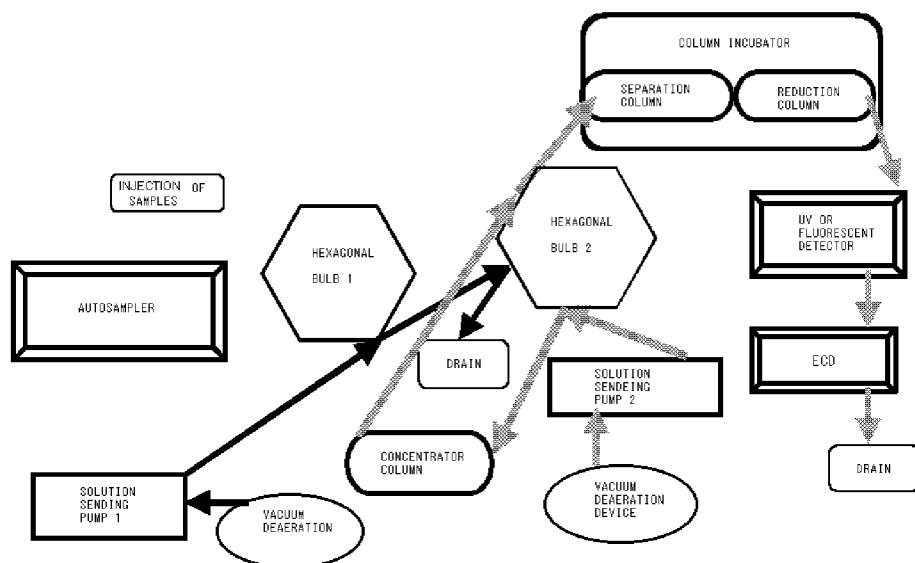 COLUMN INCUBATOR
SEPARATION
COLUMN
REDUCTION
COLUMN
INJECTION OF
SAMPLES
HEXAGONAL
BULB 1
HEXAGONAL
BULB 2
UV OR
FLUORESCENT
DETECTOR
AUTOSAMPLER
DRAIN
SOLUTION
SENDEING
PUMP 2
ECD
CONCENTRATOR
COLUMN
DRAIN
SOLUTION
SENDING
PUMP 1
VACUUM
DEAERATION
VACUUM
DEAERATION
DEVICE